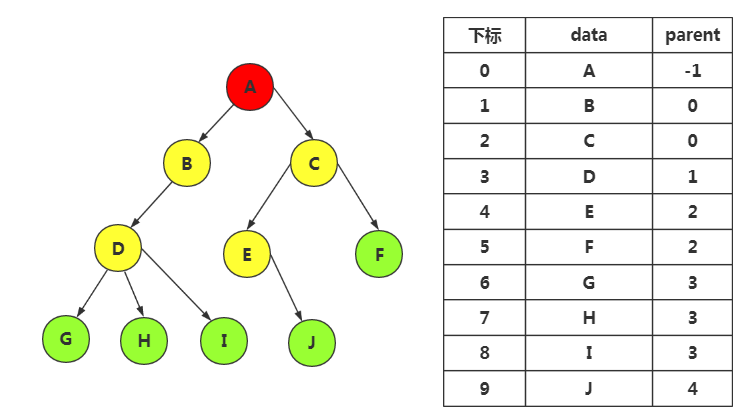 A
B
C
D
E
F
G
H
I
J
下标 data parent
0 A -1
1 B 0
2 C 0
3 D 1
4 E 2
5 F 2
6 G 3
7 H 3
8 I 3
9 J 4